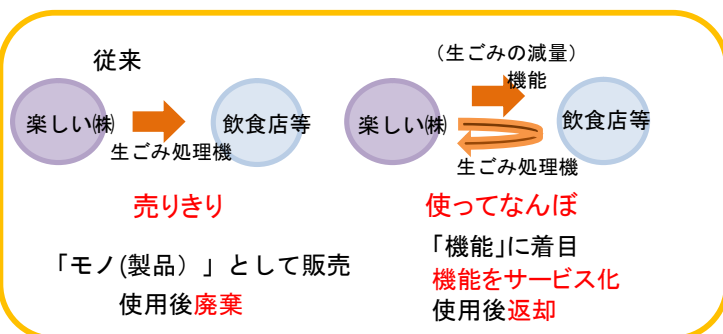 従来
楽しい㈱
飲食店等
生ごみ処理機
売りきり
「モノ(製品）」として販売
使用後廃棄
（生ごみの減量）
機能
楽しい㈱
飲食店等
生ごみ処理機
使ってなんぼ
「機能」に着目
機能をサービス化
使用後返却